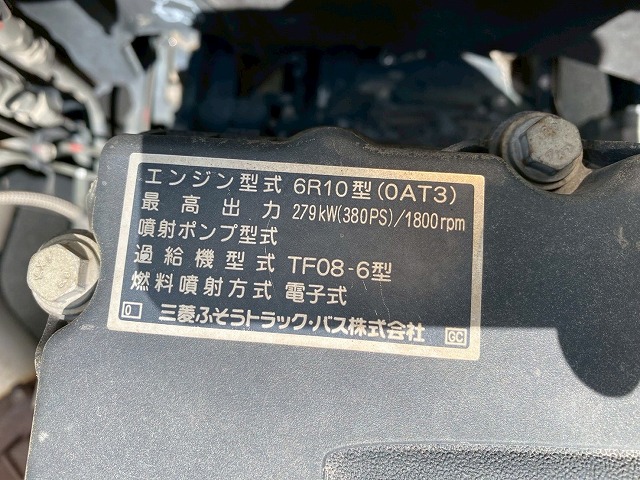 エンジン型式 6R10型(0AT3)
最高出力 279kW(380PS)/1800rpm
噴射ポンプ型式
過給機型式 TF08-6型
燃料噴射方式 電子式
0 三菱ふそうトラック・バス株式会社 GC